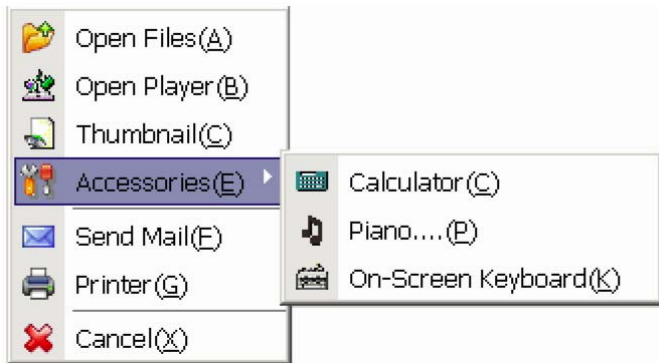 Open Files(A)
Open Player(B)
Thumbnail(C)
Accessories(E)
Calculator(C)
Piano....(P)
On-Screen Keyboard(K)
Send Mail(F)
Printer(G)
Cancel(X)